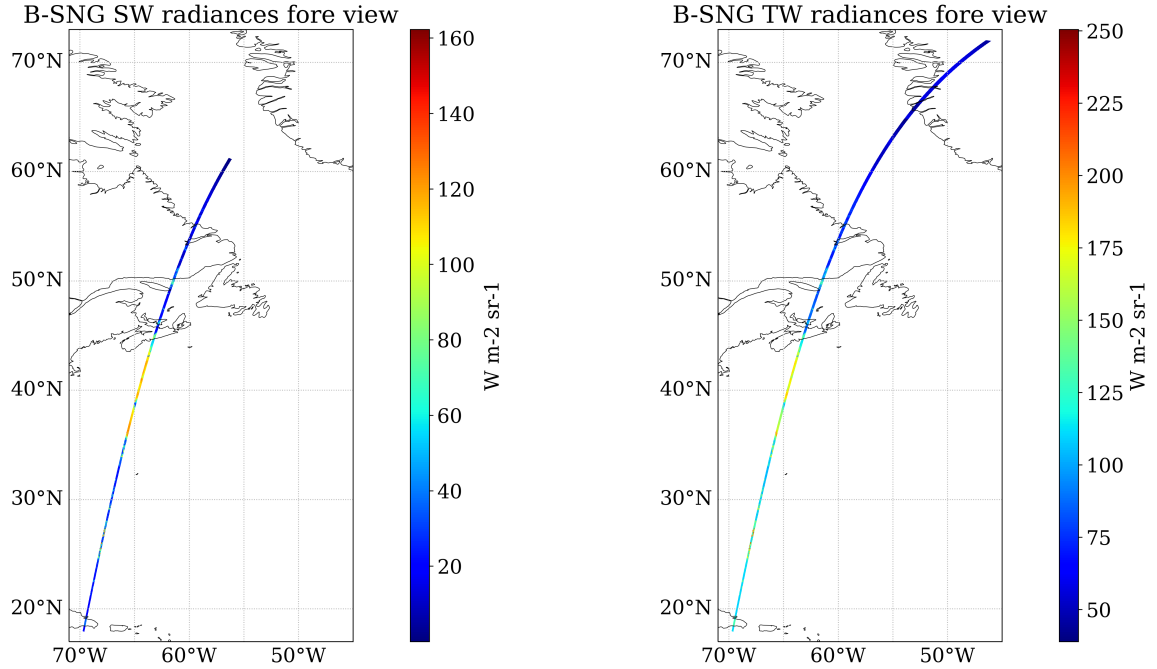 B-SNG SW radiances fore view
70°N
60°N
50°N
40°N
30°N
20°N
70°W 60°W 50°W
160
140
120
100
80
60
40
20
W m-2 sr-1
B-SNG TW radiances fore view
70°N
60°N
50°N
40°N
30°N
20°N
70°W 60°W 50°W
250
225
200
175
150
125
100
75
50
W m-2 sr-1